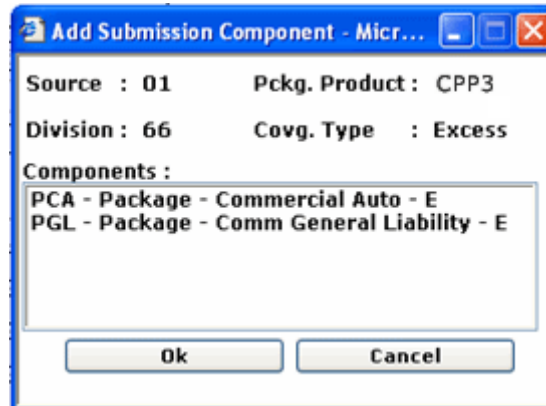 Add Submission Component - Micr...
Source : 01 Pckg. Product : CPP3
Division : 66 Covg. Type : Excess
Components :
PCA - Package - Commercial Auto - E
PGL - Package - Comm General Liability - E
Ok Cancel